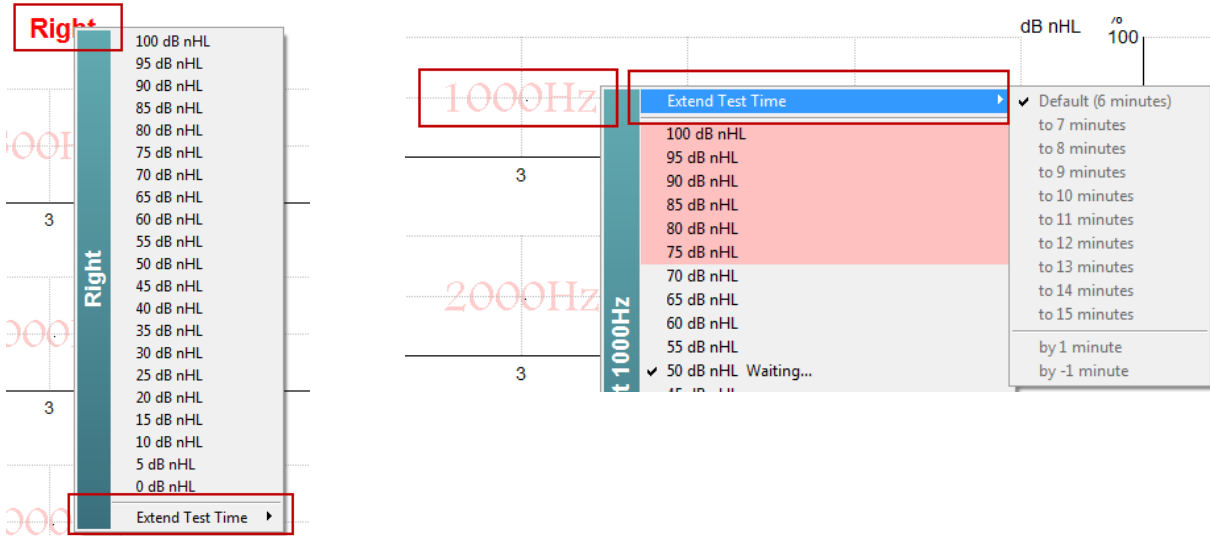 Right
100 dB nHL
95 dB nHL
90 dB nHL
85 dB nHL
80 dB nHL
75 dB nHL
70 dB nHL
65 dB nHL
60 dB nHL
55 dB nHL
50 dB nHL
45 dB nHL
40 dB nHL
35 dB nHL
30 dB nHL
25 dB nHL
20 dB nHL
15 dB nHL
10 dB nHL
5 dB nHL
0 dB nHL
Extend Test Time
Right
3
3
dB nHL %
100
1000Hz
3
2000Hz
3
1000Hz
Extend Test Time
100 dB nHL
95 dB nHL
90 dB nHL
85 dB nHL
80 dB nHL
75 dB nHL
70 dB nHL
65 dB nHL
60 dB nHL
55 dB nHL
50 dB nHL Waiting...
Default (6 minutes)
to 7 minutes
to 8 minutes
to 9 minutes
to 10 minutes
to 11 minutes
to 12 minutes
to 13 minutes
to 14 minutes
to 15 minutes
by 1 minute
by -1 minute